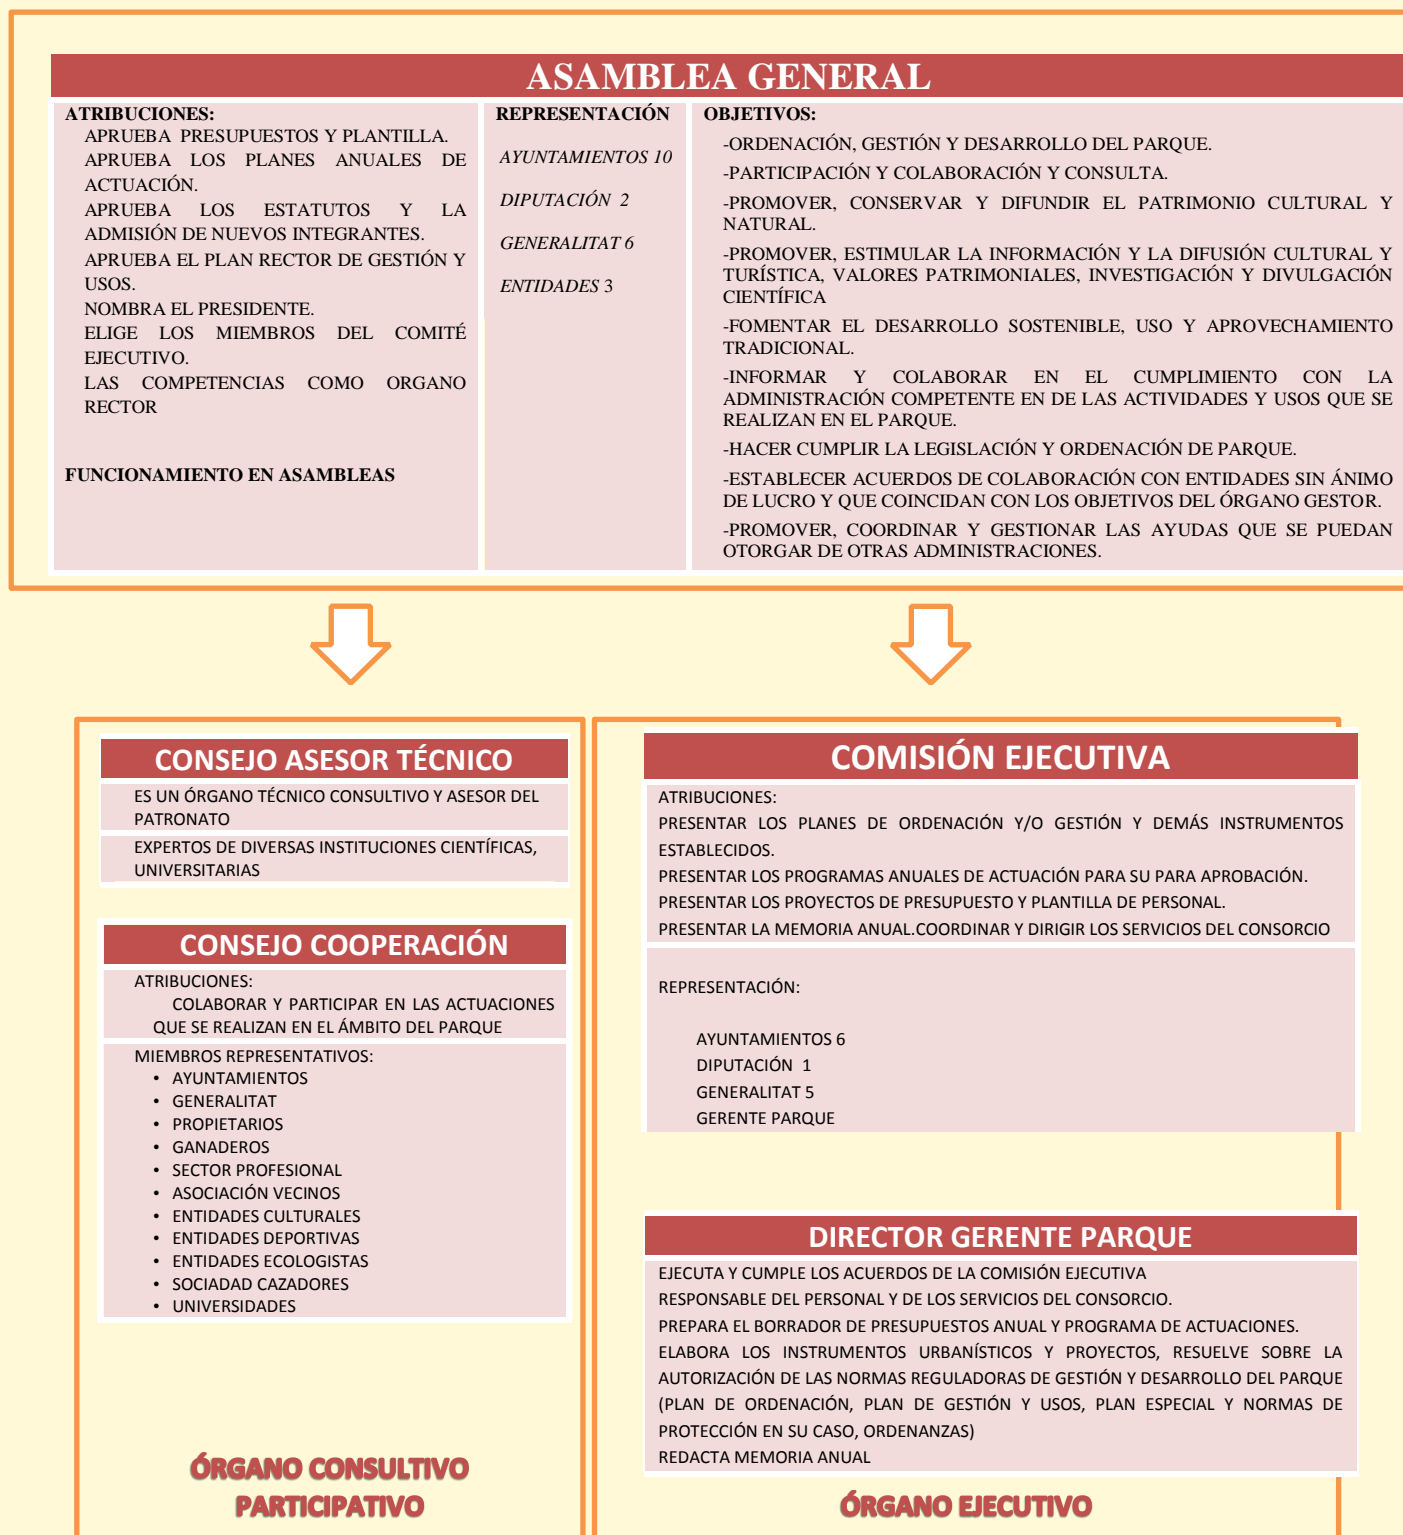 ASAMBLEA GENERAL
ATRIBUCIONES:
APRUEBA PRESUPUESTOS Y PLANTILLA.
APRUEBA LOS PLANES ANUALES DE
ACTUACIÓN.
APRUEBA LOS ESTATUTOS Y LA
ADMISIÓN DE NUEVOS INTEGRANTES.
APRUEBA EL PLAN RECTOR DE GESTIÓN Y
USOS.
NOMBRA EL PRESIDENTE.
ELIGE LOS MIEMBROS DEL COMITÉ
EJECUTIVO.
LAS COMPETENCIAS COMO ORGANO
RECTOR
FUNCIONAMIENTO EN ASAMBLEAS
REPRESENTACIÓN
AYUNTAMIENTOS 10
DIPUTACIÓN 2
GENERALITAT 6
ENTIDADES 3
OBJETIVOS:
-ORDENACIÓN, GESTIÓN Y DESARROLLO DEL PARQUE.
-PARTICIPACIÓN Y COLABORACIÓN Y CONSULTA.
-PROMOVER, CONSERVAR Y DIFUNDIR EL PATRIMONIO CULTURAL Y
NATURAL.
-PROMOVER, ESTIMULAR LA INFORMACIÓN Y LA DIFUSIÓN CULTURAL Y
TURÍSTICA, VALORES PATRIMONIALES, INVESTIGACIÓN Y DIVULGACIÓN
CIENTÍFICA
-FOMENTAR EL DESARROLLO SOSTENIBLE, USO Y APROVECHAMIENTO
TRADICIONAL.
-INFORMAR Y COLABORAR EN EL CUMPLIMIENTO CON LA
ADMINISTRACIÓN COMPETENTE EN DE LAS ACTIVIDADES Y USOS QUE SE
REALIZAN EN EL PARQUE.
-HACER CUMPLIR LA LEGISLACIÓN Y ORDENACIÓN DE PARQUE.
-ESTABLECER ACUERDOS DE COLABORACIÓN CON ENTIDADES SIN ÁNIMO
DE LUCRO Y QUE COINCIDAN CON LOS OBJETIVOS DEL ÓRGANO GESTOR.
-PROMOVER, COORDINAR Y GESTIONAR LAS AYUDAS QUE SE PUEDAN
OTORGAR DE OTRAS ADMINISTRACIONES.
CONSEJO ASESOR TÉCNICO
ES UN ÓRGANO TÉCNICO CONSULTIVO Y ASESOR DEL
PATRONATO
EXPERTOS DE DIVERSAS INSTITUCIONES CIENTÍFICAS,
UNIVERSITARIAS
CONSEJO COOPERACIÓN
ATRIBUCIONES:
COLABORAR Y PARTICIPAR EN LAS ACTUACIONES
QUE SE REALIZAN EN EL ÁMBITO DEL PARQUE
MIEMBROS REPRESENTATIVOS:
• AYUNTAMIENTOS
• GENERALITAT
• PROPIETARIOS
• GANADEROS
• SECTOR PROFESIONAL
• ASOCIACIÓN VECINOS
• ENTIDADES CULTURALES
• ENTIDADES DEPORTIVAS
• ENTIDADES ECOLOGISTAS
• SOCIADAD CAZADORES
• UNIVERSIDADES
ÓRGANO CONSULTIVO
PARTICIPATIVO
COMISIÓN EJECUTIVA
ATRIBUCIONES:
PRESENTAR LOS PLANES DE ORDENACIÓN Y/O GESTIÓN Y DEMÁS INSTRUMENTOS
ESTABLECIDOS.
PRESENTAR LOS PROGRAMAS ANUALES DE ACTUACIÓN PARA SU PARA APROBACIÓN.
PRESENTAR LOS PROYECTOS DE PRESUPUESTO Y PLANTILLA DE PERSONAL.
PRESENTAR LA MEMORIA ANUAL.COORDINAR Y DIRIGIR LOS SERVICIOS DEL CONSORCIO
REPRESENTACIÓN:
AYUNTAMIENTOS 6
DIPUTACIÓN 1
GENERALITAT 5
GERENTE PARQUE
DIRECTOR GERENTE PARQUE
EJECUTA Y CUMPLE LOS ACUERDOS DE LA COMISIÓN EJECUTIVA
RESPONSABLE DEL PERSONAL Y DE LOS SERVICIOS DEL CONSORCIO.
PREPARA EL BORRADOR DE PRESUPUESTOS ANUAL Y PROGRAMA DE ACTUACIONES.
ELABORA LOS INSTRUMENTOS URBANÍSTICOS Y PROYECTOS, RESUELVE SOBRE LA
AUTORIZACIÓN DE LAS NORMAS REGULADORAS DE GESTIÓN Y DESARROLLO DEL PARQUE
(PLAN DE ORDENACIÓN, PLAN DE GESTIÓN Y USOS, PLAN ESPECIAL Y NORMAS DE
PROTECCIÓN EN SU CASO, ORDENANZAS)
REDACTA MEMORIA ANUAL
ÓRGANO EJECUTIVO